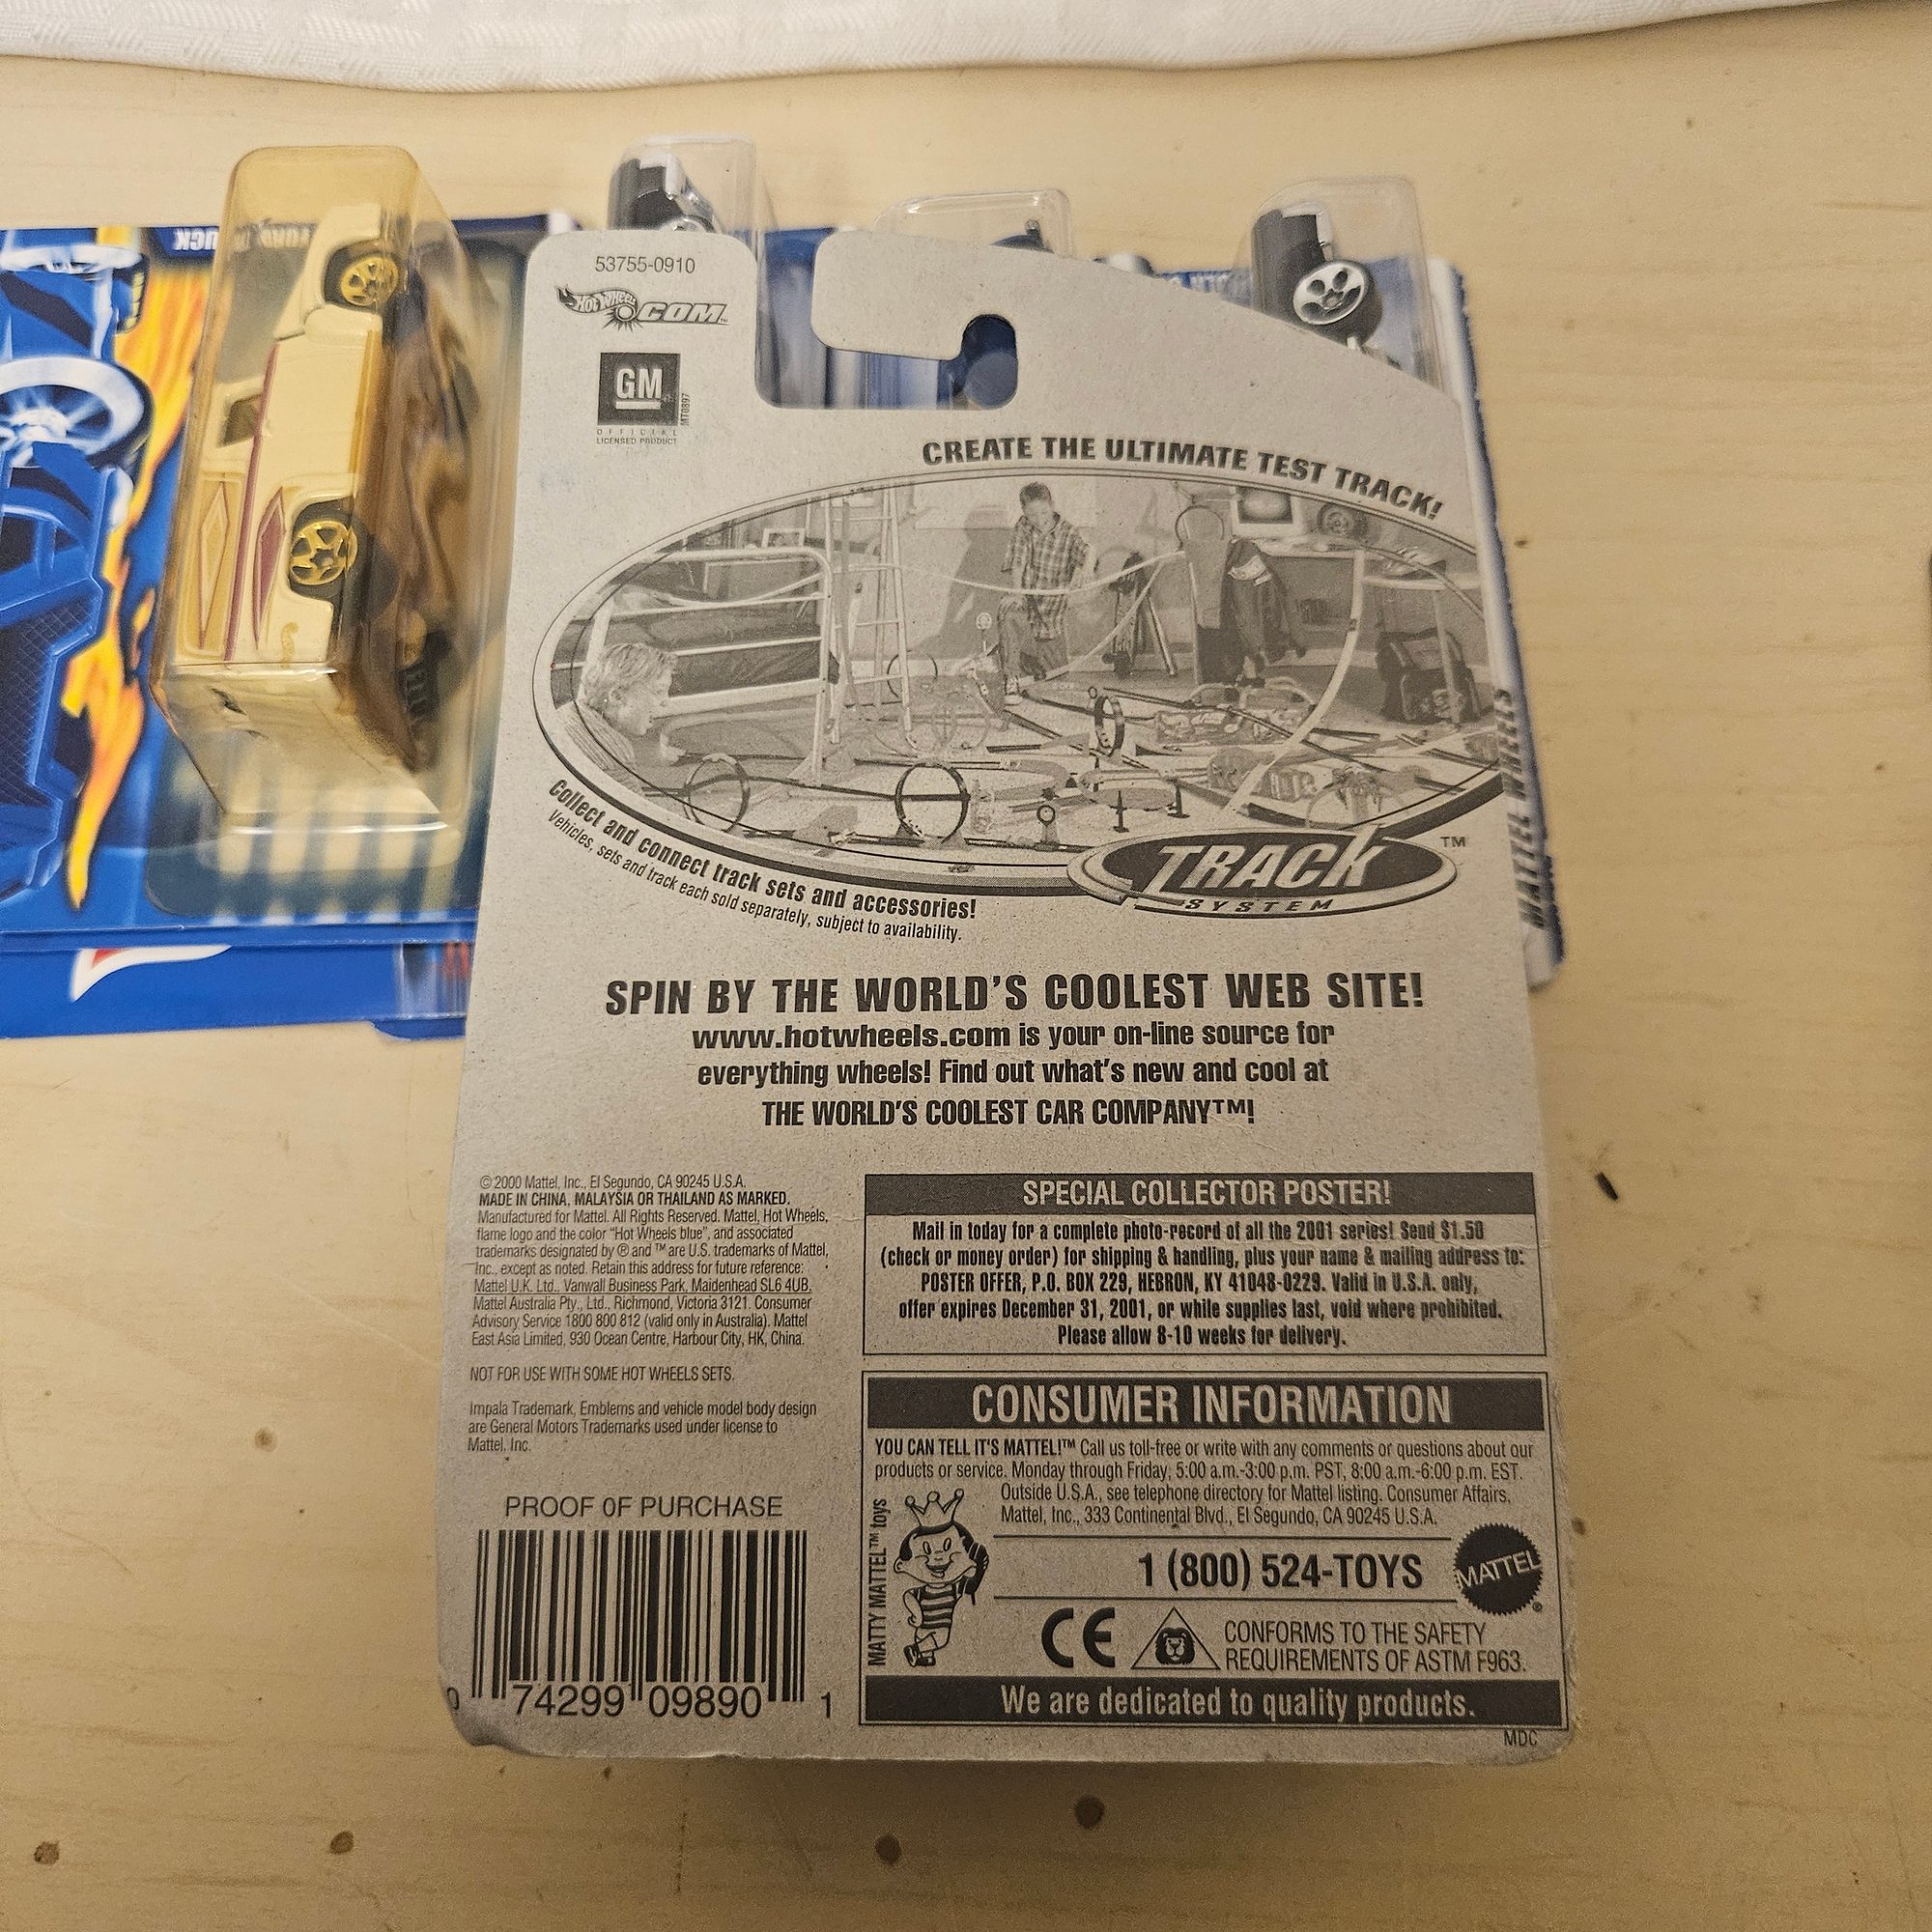 53755-0910
Hot Wheels
.COM™
GM
MT0897
OFFICIAL
LICENSED PRODUCT
CREATE THE ULTIMATE TEST TRACK!
Collect and connect track sets and accessories!
Vehicles, sets and track each sold separately, subject to availability.
TRACK™
SYSTEM
MATTEL WHEELS
SPIN BY THE WORLD'S COOLEST WEB SITE!
www.hotwheels.com is your on-line source for
everything wheels! Find out what's new and cool at
THE WORLD'S COOLEST CAR COMPANY™!
©2000 Mattel, Inc., El Segundo, CA 90245 U.S.A.
MADE IN CHINA, MALAYSIA OR THAILAND AS MARKED.
Manufactured for Mattel. All Rights Reserved. Mattel, Hot Wheels,
flame logo and the color "Hot Wheels blue", and associated
trademarks designated by ® and ™ are U.S. trademarks of Mattel,
Inc., except as noted. Retain this address for future reference:
Mattel U.K. Ltd., Vanwall Business Park, Maidenhead SL6 4UB.
Mattel Australia Pty., Ltd., Richmond, Victoria 3121. Consumer
Advisory Service 1800 800 812 (valid only in Australia). Mattel
East Asia Limited, 930 Ocean Centre, Harbour City, HK, China.
NOT FOR USE WITH SOME HOT WHEELS SETS.
Impala Trademark, Emblems and vehicle model body design
are General Motors Trademarks used under license to
Mattel, Inc.
PROOF OF PURCHASE
0 74299 09890 1
SPECIAL COLLECTOR POSTER!
Mail in today for a complete photo-record of all the 2001 series! Send $1.50
(check or money order) for shipping & handling, plus your name & mailing address to:
POSTER OFFER, P.O. BOX 229, HEBRON, KY 41048-0229. Valid in U.S.A. only,
offer expires December 31, 2001, or while supplies last, void where prohibited.
Please allow 8-10 weeks for delivery.
CONSUMER INFORMATION
YOU CAN TELL IT'S MATTEL!™ Call us toll-free or write with any comments or questions about our
products or service. Monday through Friday, 5:00 a.m.-3:00 p.m. PST, 8:00 a.m.-6:00 p.m. EST.
Outside U.S.A., see telephone directory for Mattel listing. Consumer Affairs,
Mattel, Inc., 333 Continental Blvd., El Segundo, CA 90245 U.S.A.
MATTY MATTEL™ toys
1 (800) 524-TOYS
MATTEL®
CE
CONFORMS TO THE SAFETY
REQUIREMENTS OF ASTM F963.
We are dedicated to quality products.
MDC